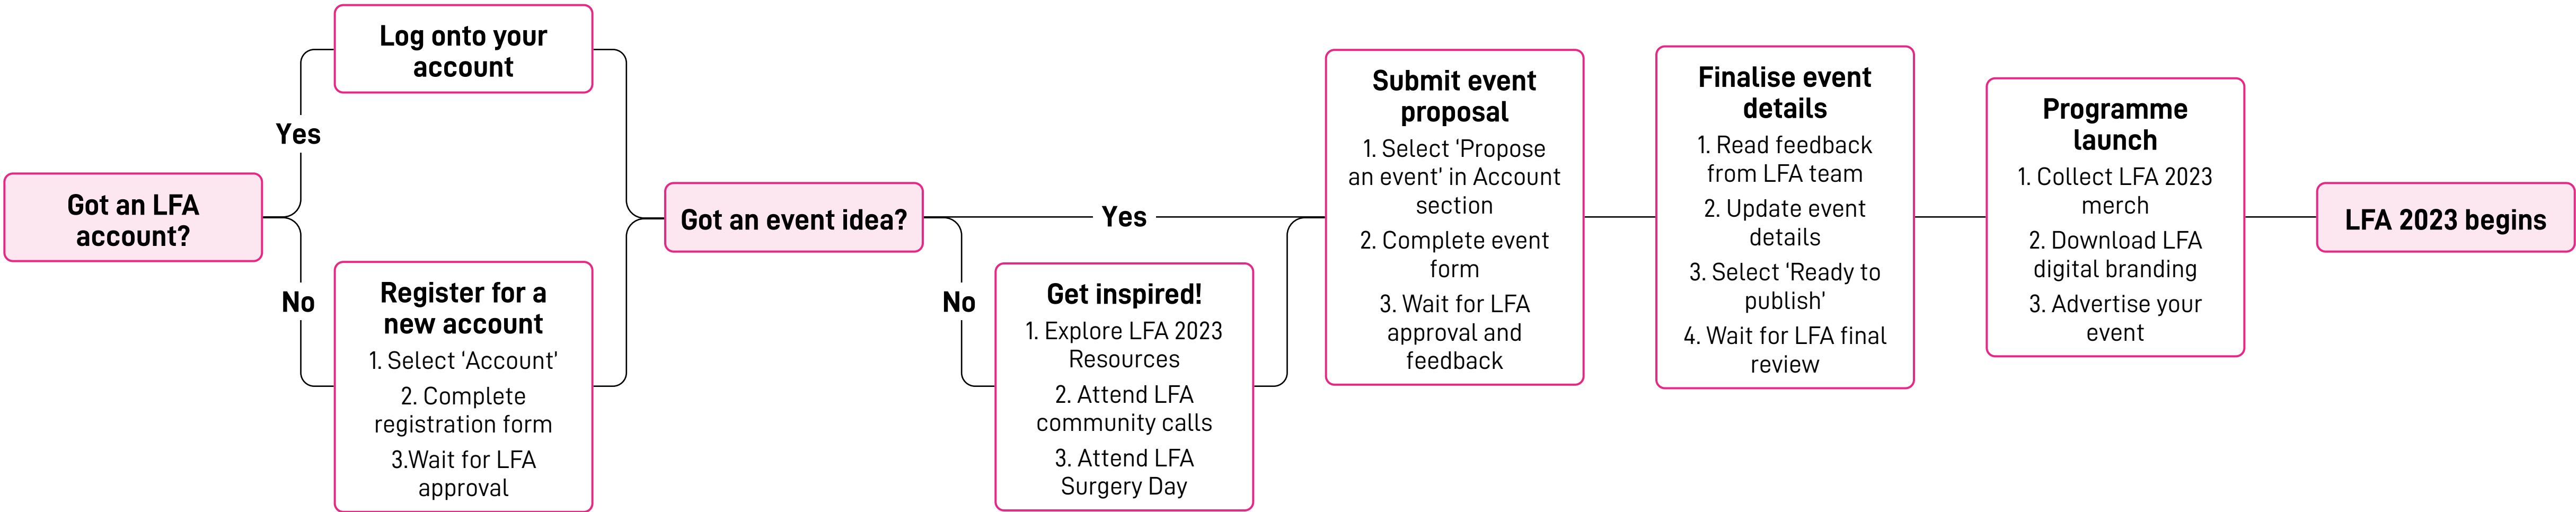 Got an LFA
account?
Yes
Log onto your
account
No
Register for a
new account
1. Select 'Account'
2. Complete
registration form
3.Wait for LFA
approval
Got an event idea?
Yes
No
Get inspired!
1. Explore LFA 2023
Resources
2. Attend LFA
community calls
3. Attend LFA
Surgery Day
Submit event
proposal
1. Select 'Propose
an event' in Account
section
2. Complete event
form
3. Wait for LFA
approval and
feedback
Finalise event
details
1. Read feedback
from LFA team
2. Update event
details
3. Select 'Ready to
publish'
4. Wait for LFA final
review
Programme
launch
1. Collect LFA 2023
merch
2. Download LFA
digital branding
3. Advertise your
event
LFA 2023 begins